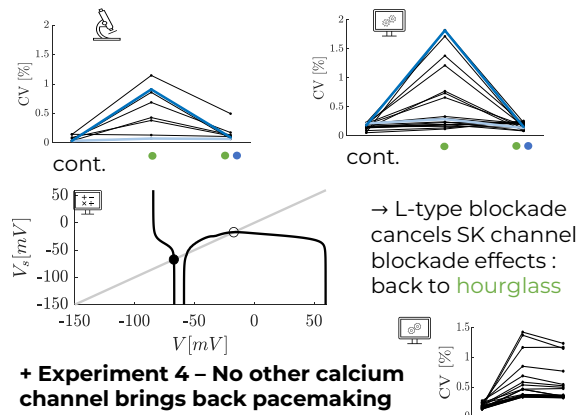 2
1.5
1
0.5
0
CV [%]
cont.
2
1.5
1
0.5
0
CV [%]
cont.
50
0
-50
-100
-150
V_s[mV]
-150
-100
-50
0
50
V[mV]
→ L-type blockade
cancels SK channel
blockade effects :
back to hourglass
1.5
1
0.5
0
CV [%]
+ Experiment 4 – No other calcium
channel brings back pacemaking